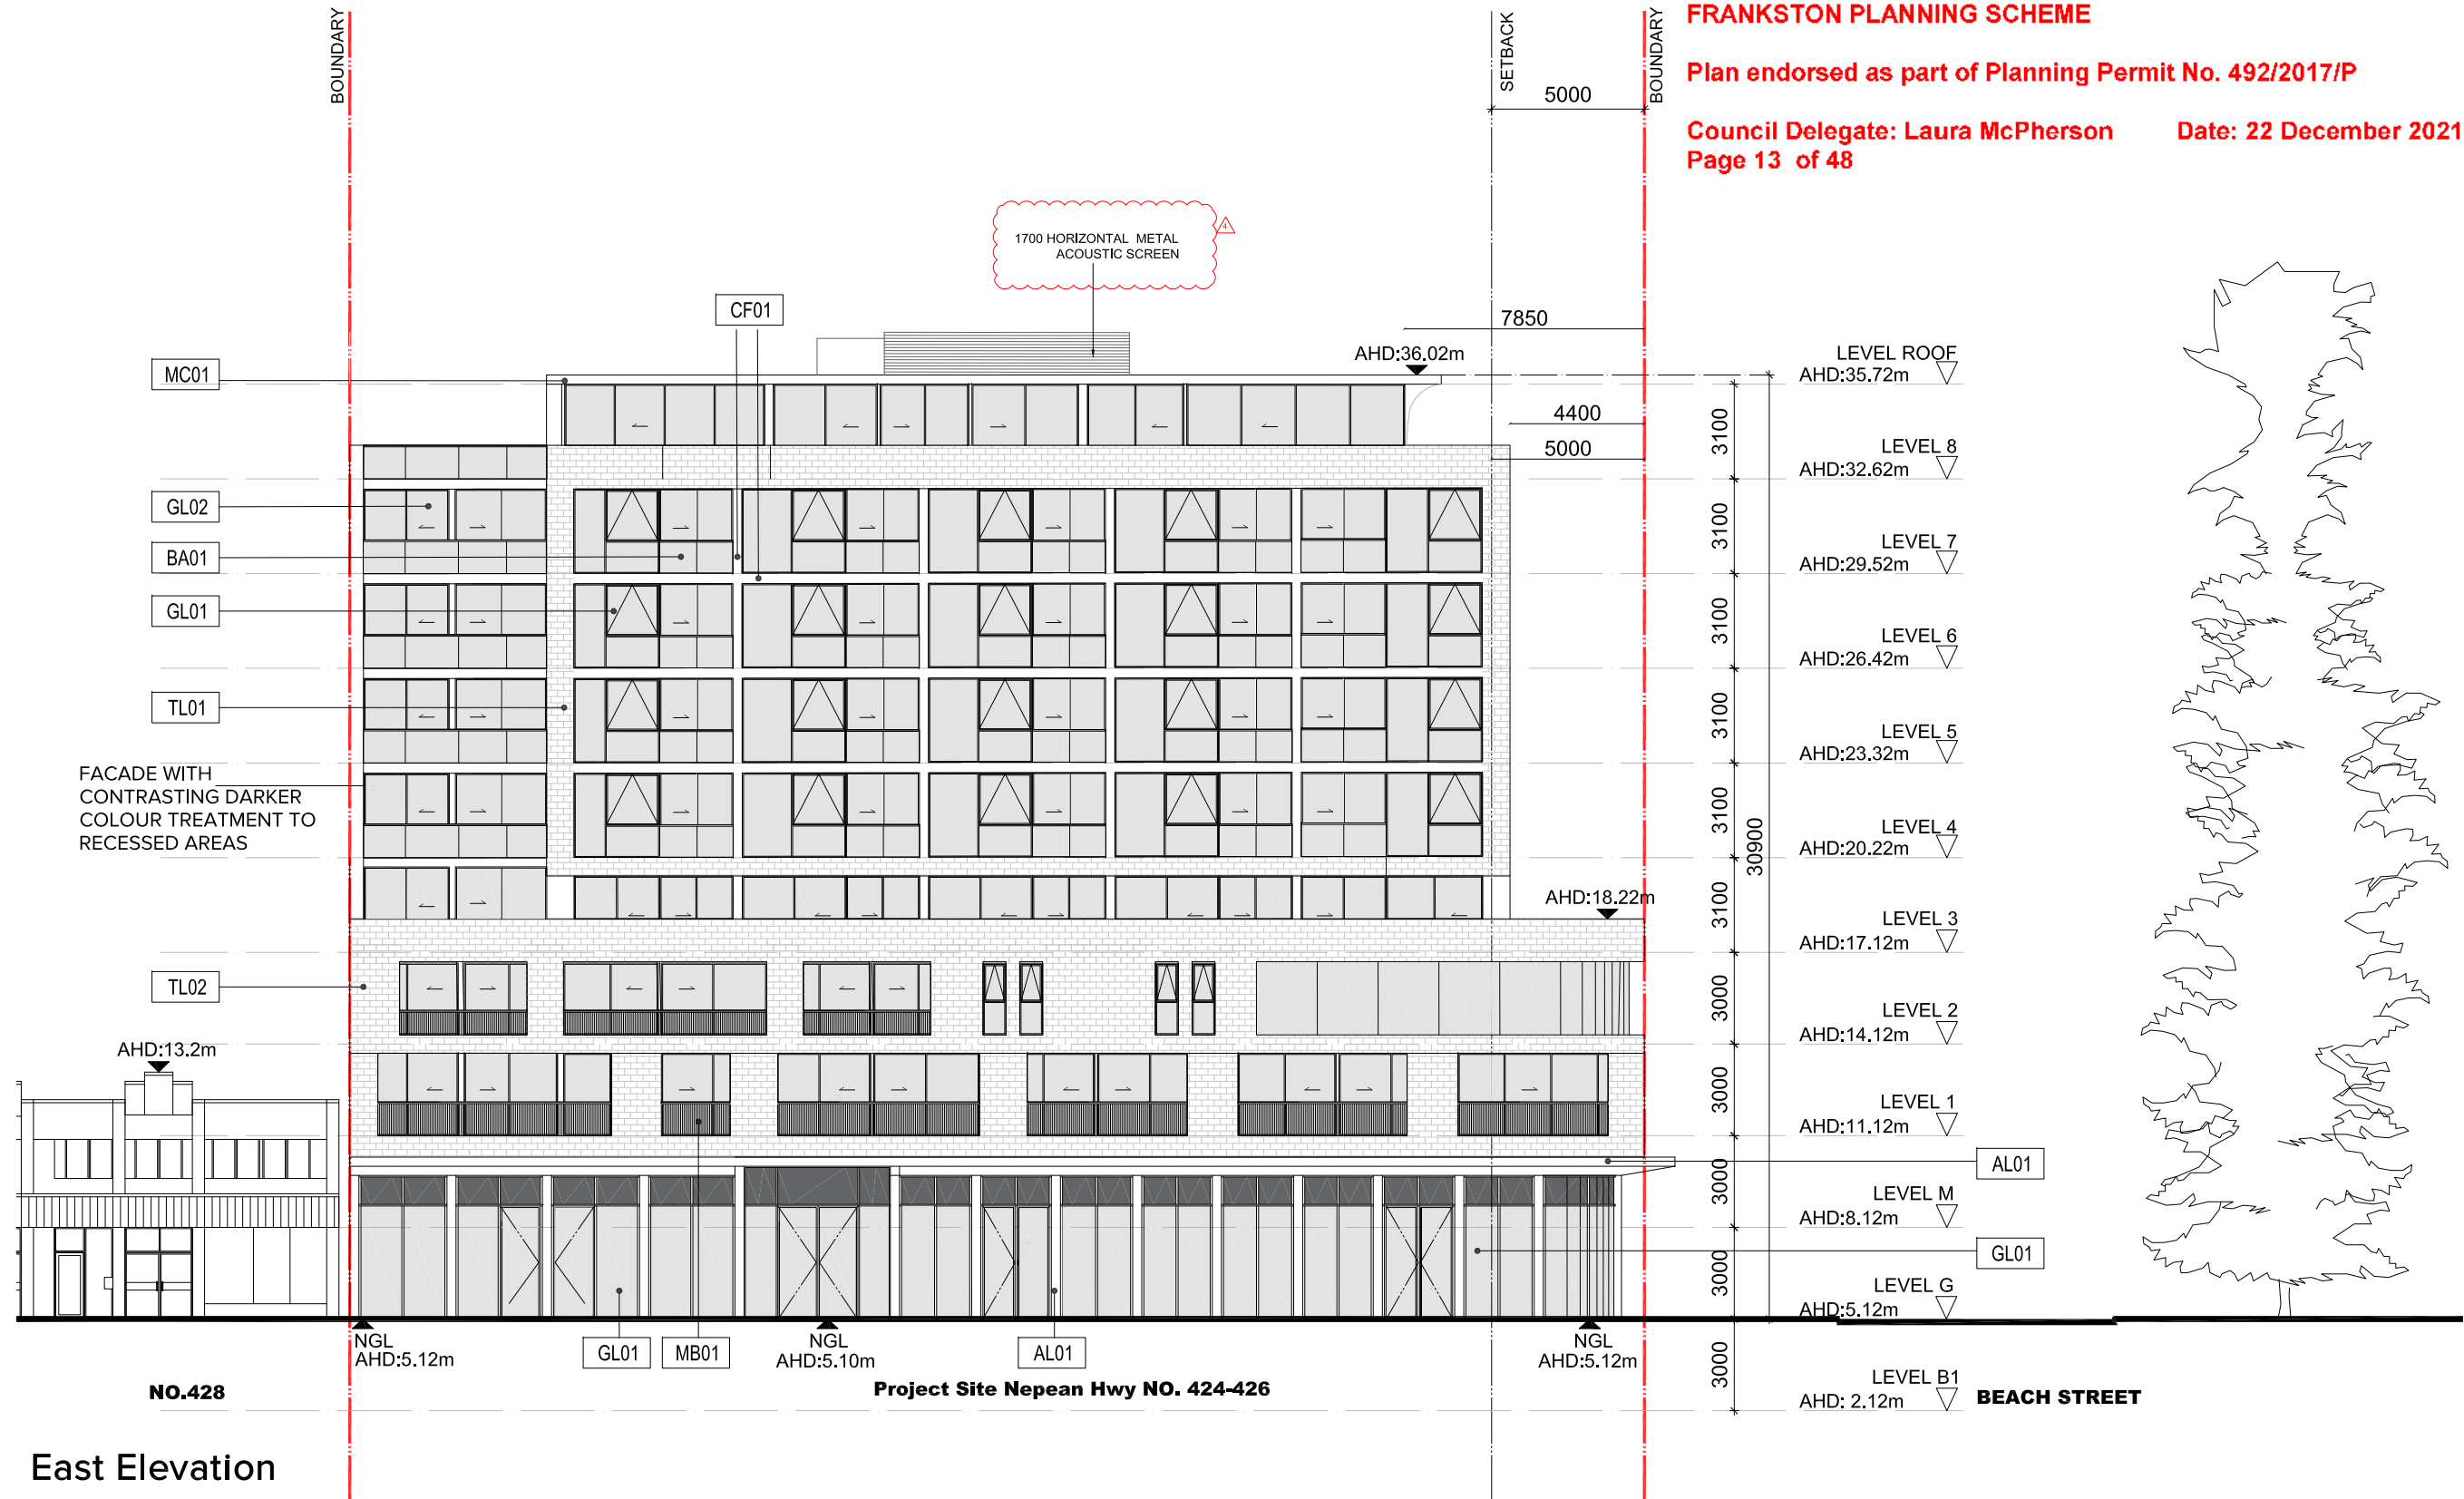 FRANKSTON PLANNING SCHEME
Plan endorsed as part of Planning Permit No. 492/2017/P
Council Delegate: Laura McPherson Date: 22 December 2021
Page 13 of 48
BOUNDARY
SETBACK
BOUNDARY
5000
1700 HORIZONTAL METAL
ACOUSTIC SCREEN
4
CF01
7850
MC01
AHD:36.02m
LEVEL ROOF
AHD:35.72m
4400
5000
3100
LEVEL 8
AHD:32.62m
GL02
3100
BA01
LEVEL 7
AHD:29.52m
GL01
3100
LEVEL 6
AHD:26.42m
TL01
3100
LEVEL 5
AHD:23.32m
FACADE WITH
CONTRASTING DARKER
COLOUR TREATMENT TO
RECESSED AREAS
3100
30900
LEVEL 4
AHD:20.22m
AHD:18.22m
3100
LEVEL 3
AHD:17.12m
TL02
3000
LEVEL 2
AHD:14.12m
AHD:13.2m
3000
LEVEL 1
AHD:11.12m
AL01
3000
LEVEL M
AHD:8.12m
GL01
3000
LEVEL G
AHD:5.12m
NGL
AHD:5.12m
GL01
MB01
NGL
AHD:5.10m
AL01
NGL
AHD:5.12m
3000
LEVEL B1
AHD: 2.12m
NO.428
Project Site Nepean Hwy NO. 424-426
BEACH STREET
East Elevation